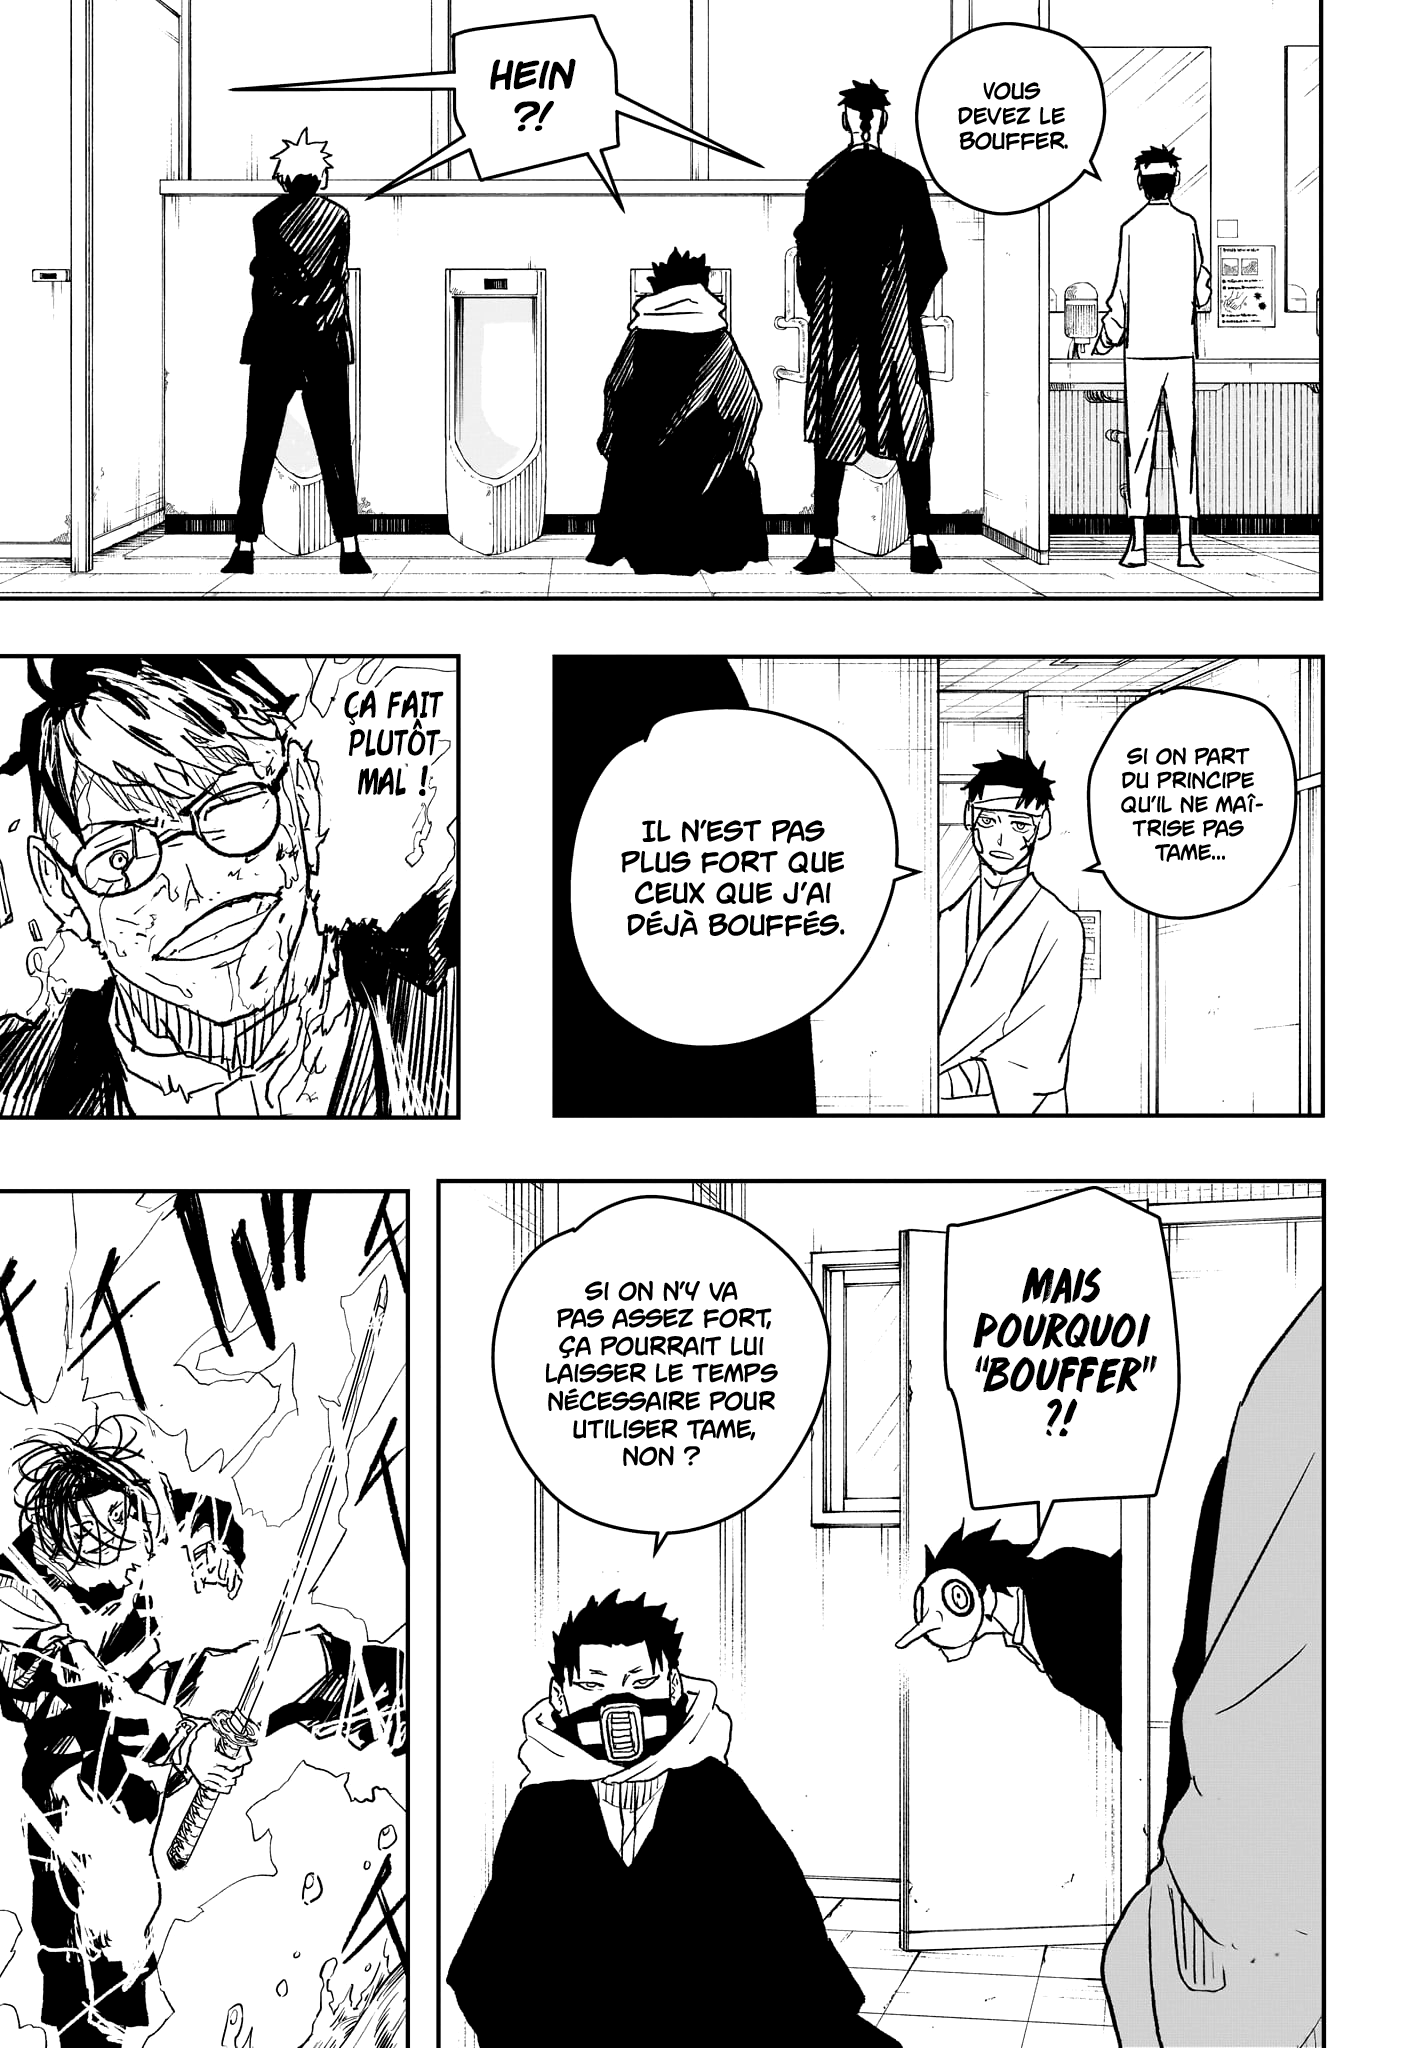 VOUS
DEVEZ LE
BOUFFER.
HEIN
?!
SI ON PART
DU PRINCIPE
QU'IL NE MAÎ-
TRISE PAS
TAME...
IL N'EST PAS
PLUS FORT QUE
CEUX QUE J'AI
DÉJÀ BOUFFÉS.
ÇA FAIT
PLUTÔT
MAL !
MAIS
POURQUOI
"BOUFFER"
?!
SI ON N'Y VA
PAS ASSEZ FORT,
ÇA POURRAIT LUI
LAISSER LE TEMPS
NÉCESSAIRE POUR
UTILISER TAME,
NON ?